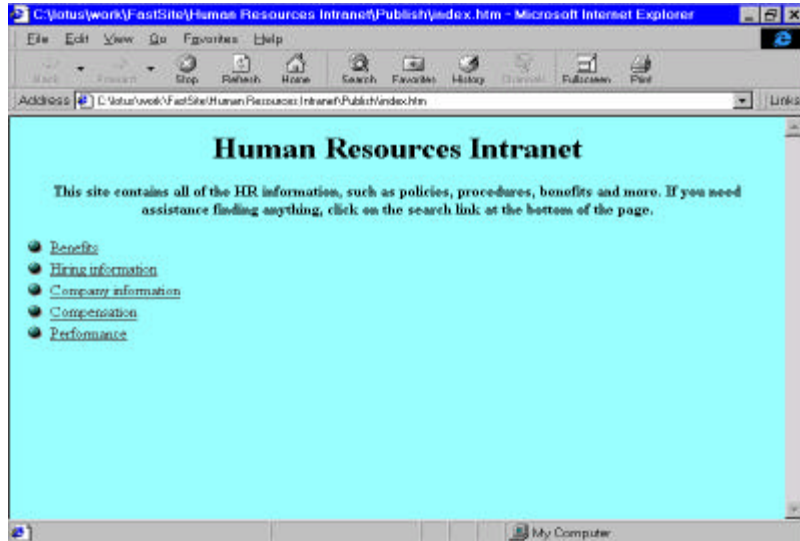 C:\lotus\work\FastSite\Human Resources Intranet\Publish\index.htm - Microsoft Internet Explorer
File Edit View Go Favorites Help
Back Forward Stop Refresh Home Search Favorites History Channels Fullscreen Print
Address C:\lotus\work\FastSite\Human Resources Intranet\Publish\index.htm Links
Human Resources Intranet
This site contains all of the HR information, such as policies, procedures, benefits and more. If you need
assistance finding anything, click on the search link at the bottom of the page.
Benefits
Hiring information
Company information
Compensation
Performance
My Computer